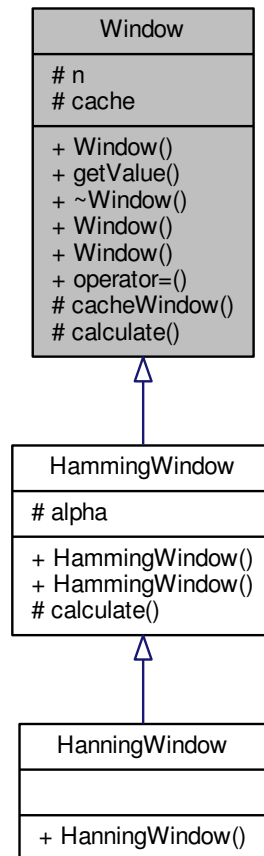 Window
# n
# cache
+ Window()
+ getValue()
+ ~Window()
+ Window()
+ Window()
+ operator=()
# cacheWindow()
# calculate()
HammingWindow
# alpha
+ HammingWindow()
+ HammingWindow()
# calculate()
HanningWindow
+ HanningWindow()